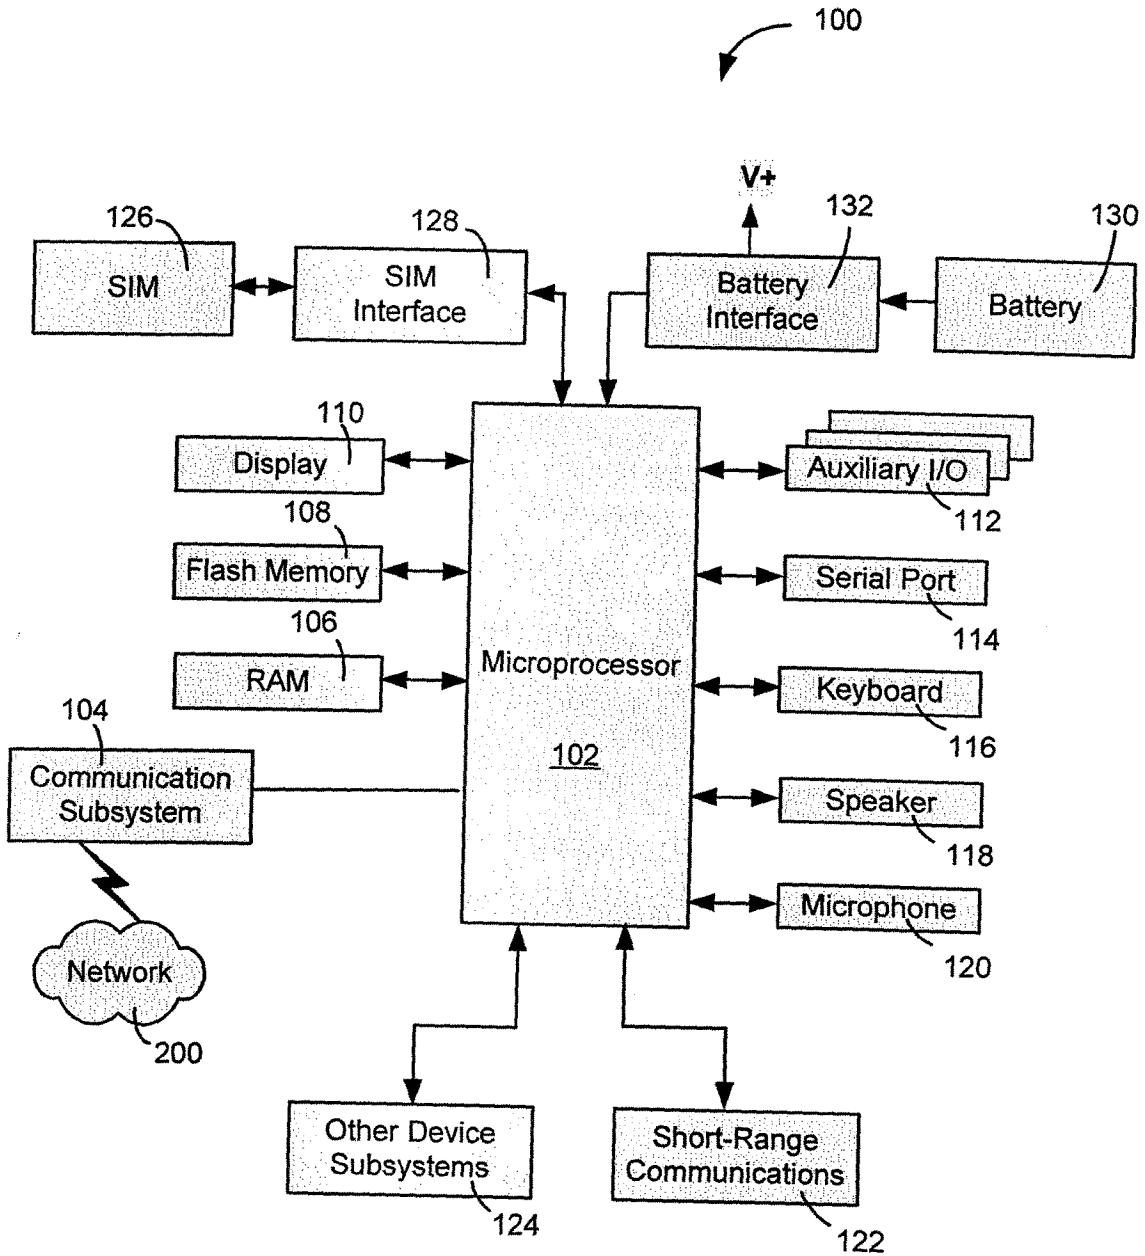 100
V+
126
128
132
130
SIM
SIM
Interface
Battery
Interface
Battery
110
Display
Auxiliary I/O
112
108
Flash Memory
Serial Port
114
106
RAM
Microprocessor
102
Keyboard
116
104
Communication
Subsystem
Speaker
118
Microphone
120
Network
200
Other Device
Subsystems
124
Short-Range
Communications
122